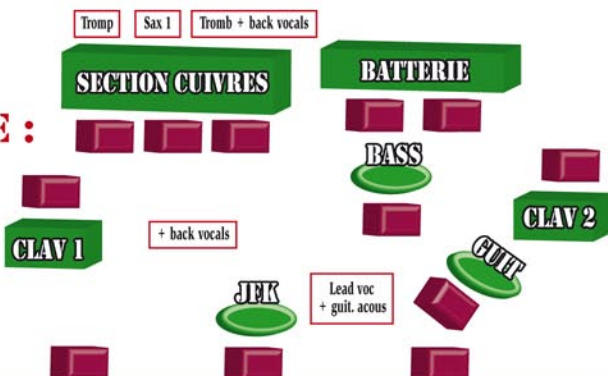 Tromp
Sax 1
Tromb + back vocals
SECTION CUIVRES
BATTERIE
E :
BASS
CLAV 2
CLAV 1
+ back vocals
GUIT
JFK
Lead voc
+ guit. acous